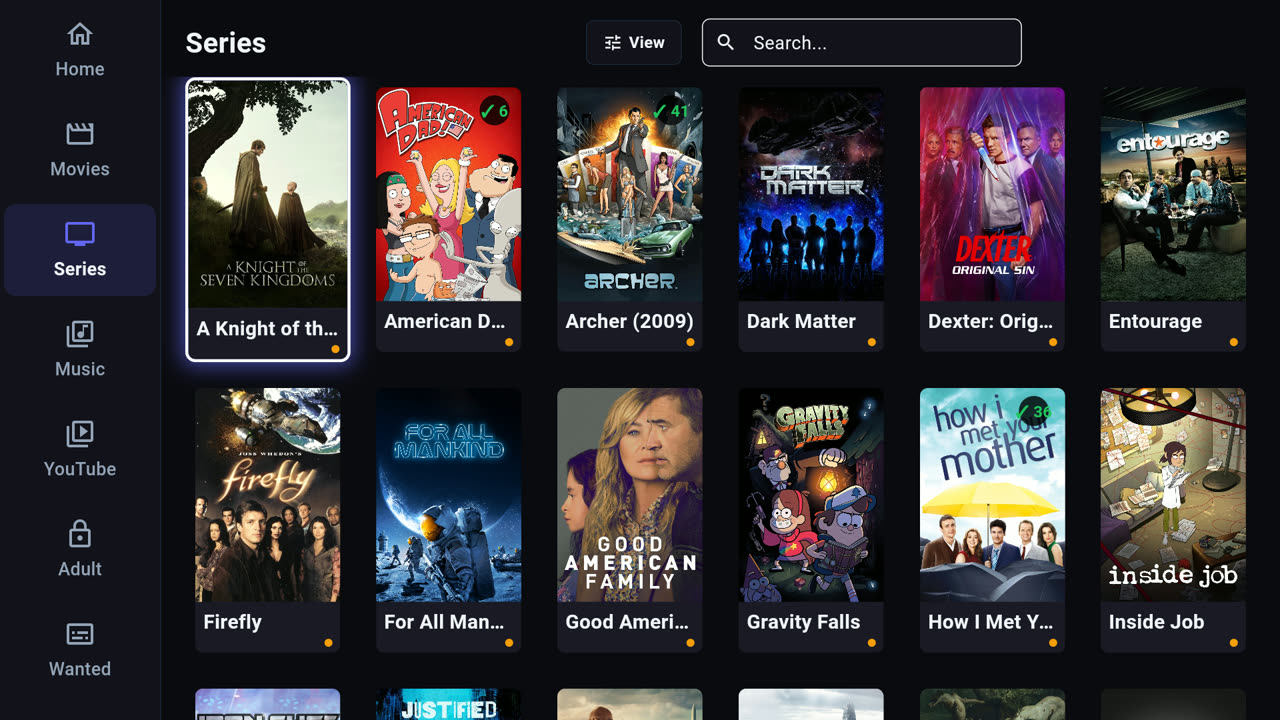 Home
Movies
Series
Music
YouTube
Adult
Wanted
Series
View
Search...
A KNIGHT OF THE
SEVEN KINGDOMS
A Knight of th...
AMERICAN
DAD!
✓ 6
American D...
✓ 41
ARCHER.
Archer (2009)
DARK
MATTER
Dark Matter
DEXTER
ORIGINAL SIN
Dexter: Orig...
entourage
Entourage
JOSS WHEDON'S
firefly
Firefly
FOR ALL
MANKIND
For All Man...
GOOD
AMERICAN
FAMILY
Good Ameri...
GRAVITY
FALLS
Gravity Falls
how i
met your
mother
✓ 36
How I Met Y...
inside job
Inside Job
JUSTIFIED